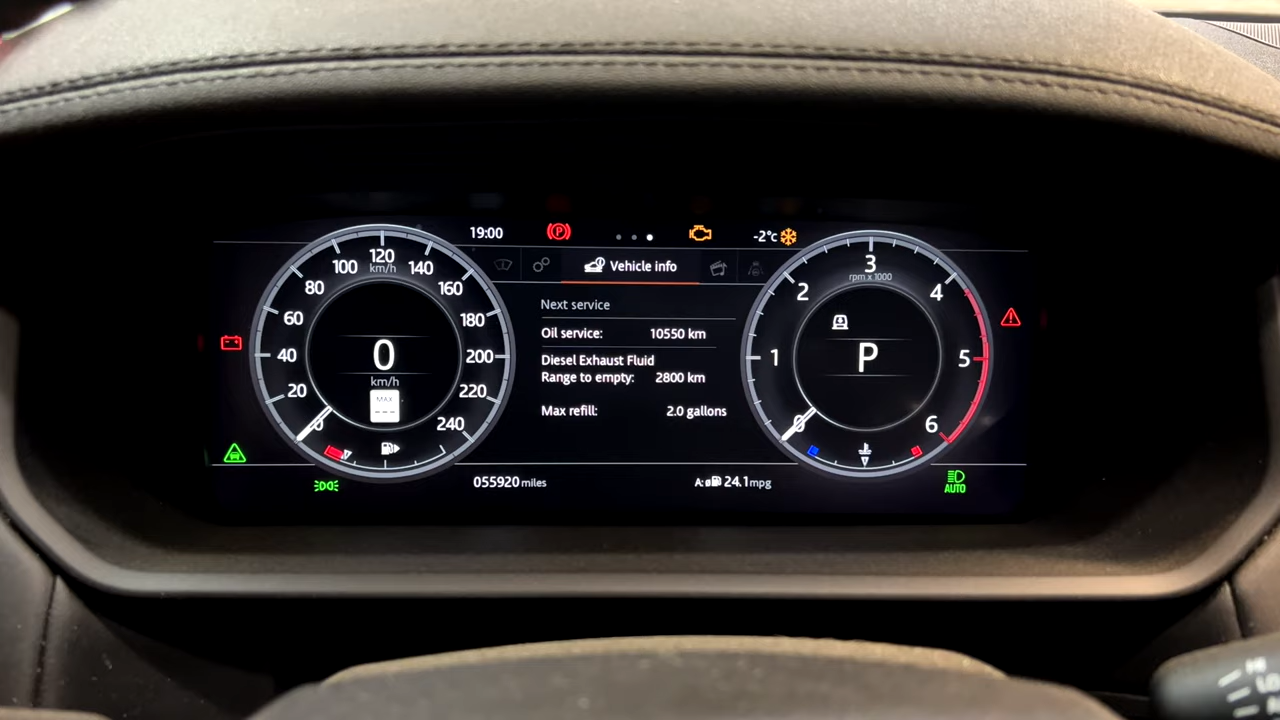 19:00
P
-2°c
Vehicle info
Next service
Oil service: 10550 km
Diesel Exhaust Fluid
Range to empty: 2800 km
Max refill: 2.0 gallons
0
20
40
60
80
100
120
140
160
180
200
220
240
km/h
0
km/h
MAX
---
0
1
2
3
4
5
6
rpm x 1000
P
055920 miles
A:ø 24.1 mpg
AUTO